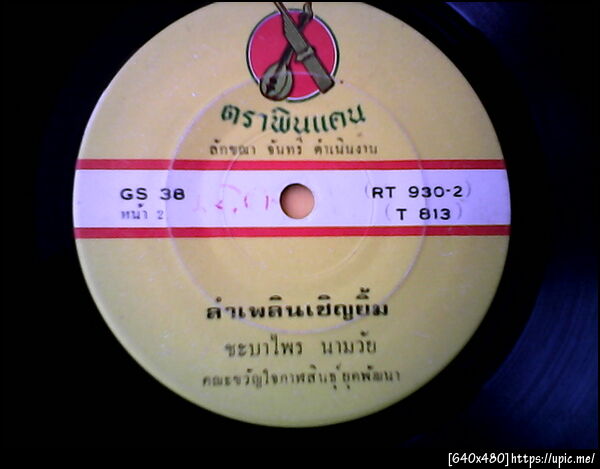 ตราพิณแคน
ลักขณา จันทรี ดำเนินงาน
GS 38
(RT 930-2)
หน้า 2
(T 813)
ลำเพลินเชิญยิ้ม
ชะบาไพร นามวัย
คณะขวัญใจกาฬสินธุ์ยุคพัฒนา
[640x480]https://upic.me/